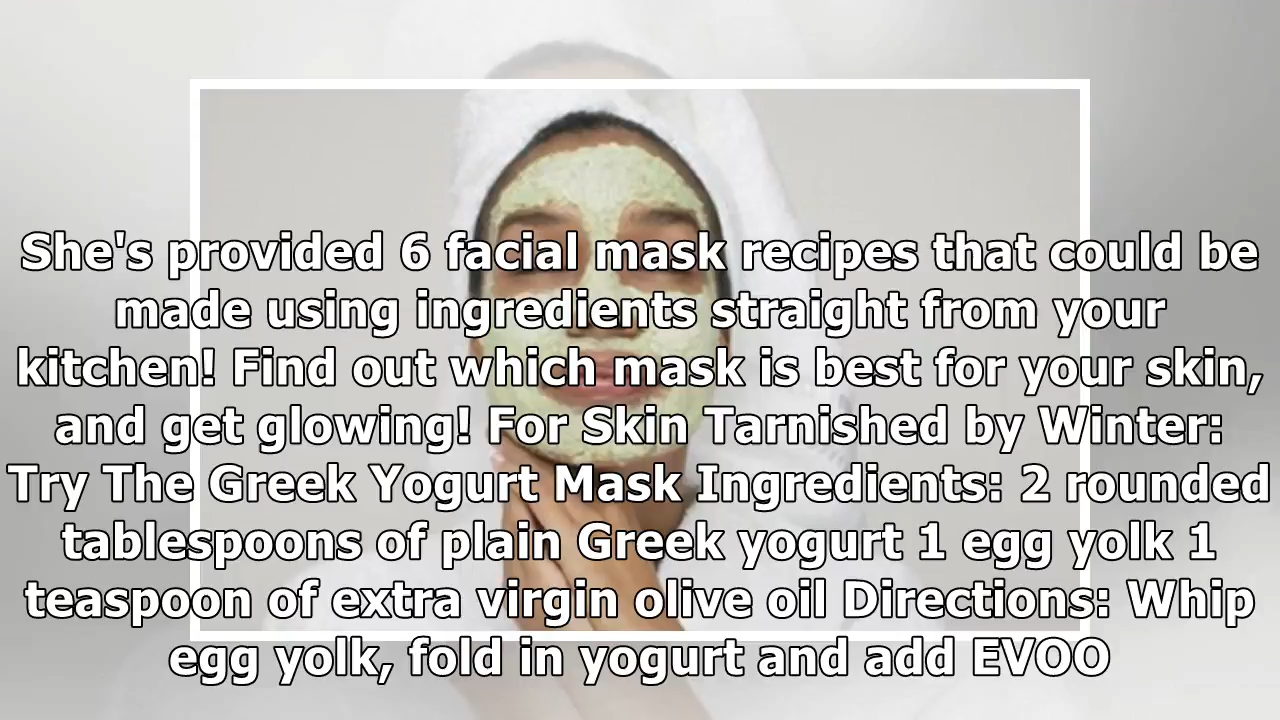 She's provided 6 facial mask recipes that could be
made using ingredients straight from your
kitchen! Find out which mask is best for your skin,
and get glowing! For Skin Tarnished by Winter:
Try The Greek Yogurt Mask Ingredients: 2 rounded
tablespoons of plain Greek yogurt 1 egg yolk 1
teaspoon of extra virgin olive oil Directions: Whip
egg yolk, fold in yogurt and add EVOO